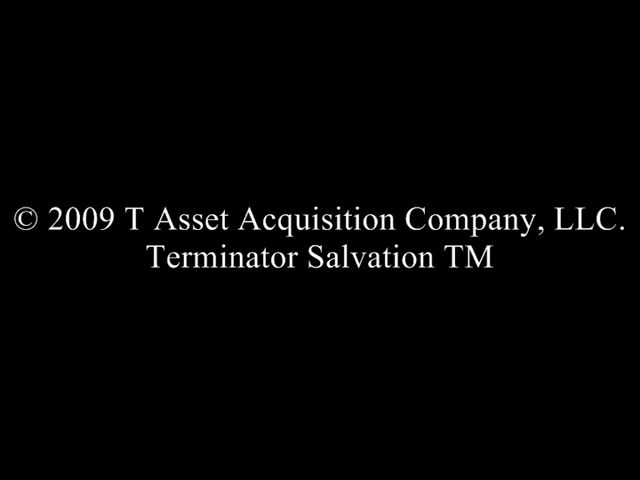 © 2009 T Asset Acquisition Company, LLC.
Terminator Salvation TM